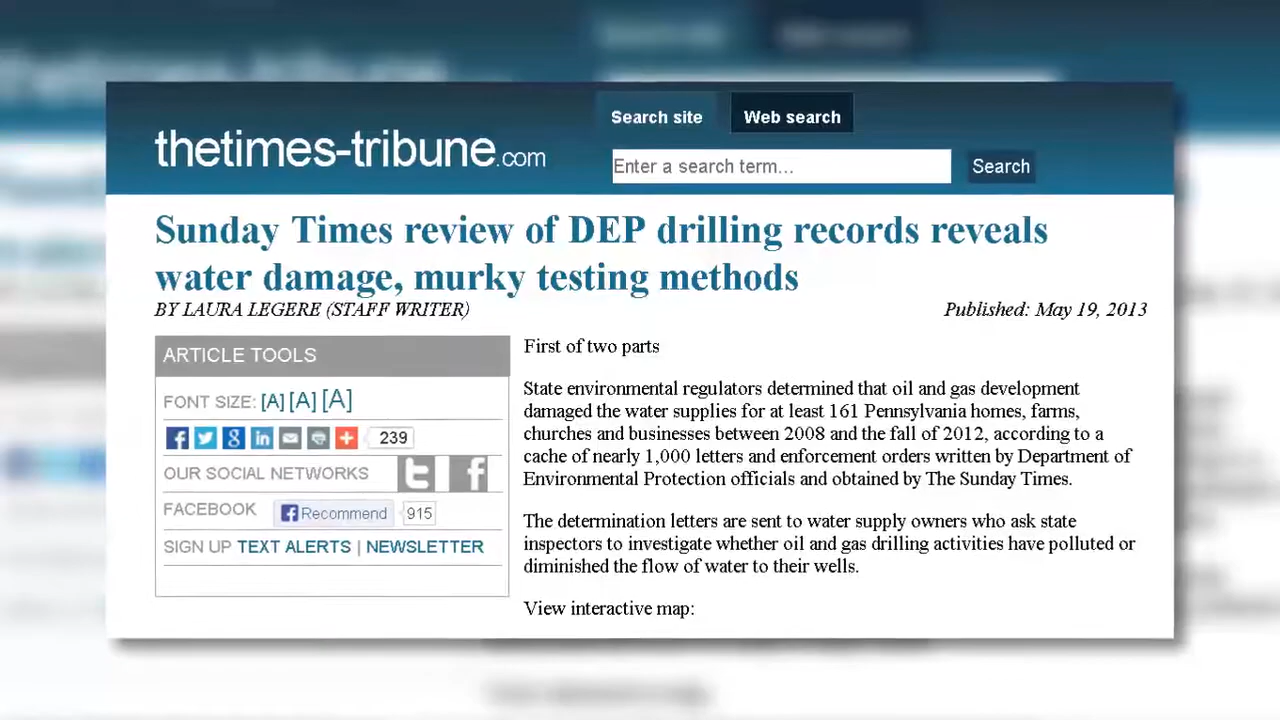 Search site Web search
thetimes-tribune.com
Enter a search term... Search
Sunday Times review of DEP drilling records reveals
water damage, murky testing methods
BY LAURA LEGERE (STAFF WRITER) Published: May 19, 2013
ARTICLE TOOLS
FONT SIZE: [A] [A] [A]
239
OUR SOCIAL NETWORKS
FACEBOOK Recommend 915
SIGN UP TEXT ALERTS | NEWSLETTER
First of two parts
State environmental regulators determined that oil and gas development
damaged the water supplies for at least 161 Pennsylvania homes, farms,
churches and businesses between 2008 and the fall of 2012, according to a
cache of nearly 1,000 letters and enforcement orders written by Department of
Environmental Protection officials and obtained by The Sunday Times.
The determination letters are sent to water supply owners who ask state
inspectors to investigate whether oil and gas drilling activities have polluted or
diminished the flow of water to their wells.
View interactive map: